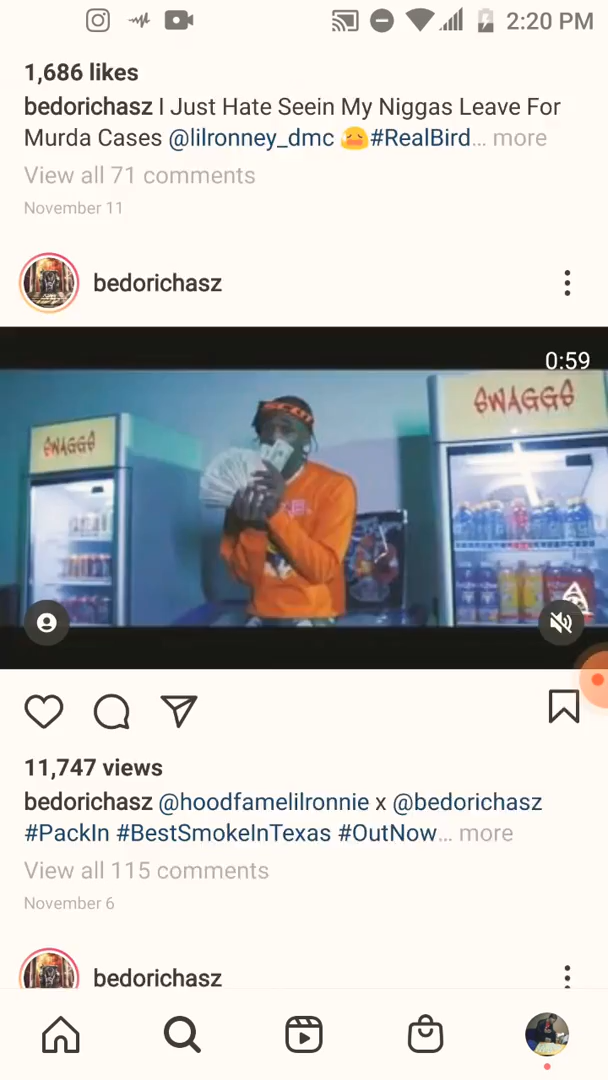 2:20 PM
1,686 likes
bedorichasz I Just Hate Seein My Niggas Leave For
Murda Cases @lilronney_dmc 😩#RealBird... more
View all 71 comments
November 11
bedorichasz
0:59
SWAGGS
SWAGGS
11,747 views
bedorichasz @hoodfamelilronnie x @bedorichasz
#PackIn #BestSmokeInTexas #OutNow... more
View all 115 comments
November 6
bedorichasz